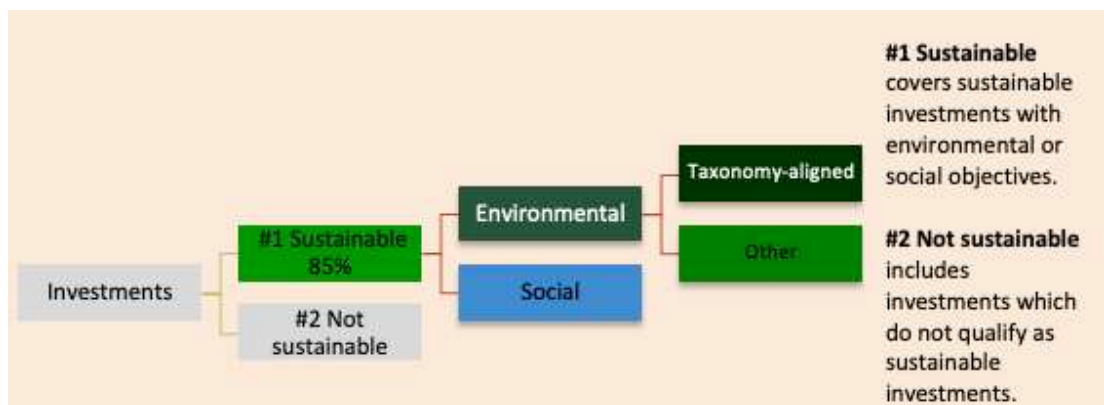 Investments
#1 Sustainable
85%
#2 Not
sustainable
Environmental
Social
Taxonomy-aligned
Other
#1 Sustainable
covers sustainable
investments with
environmental or
social objectives.
#2 Not sustainable
includes
investments which
do not qualify as
sustainable
investments.